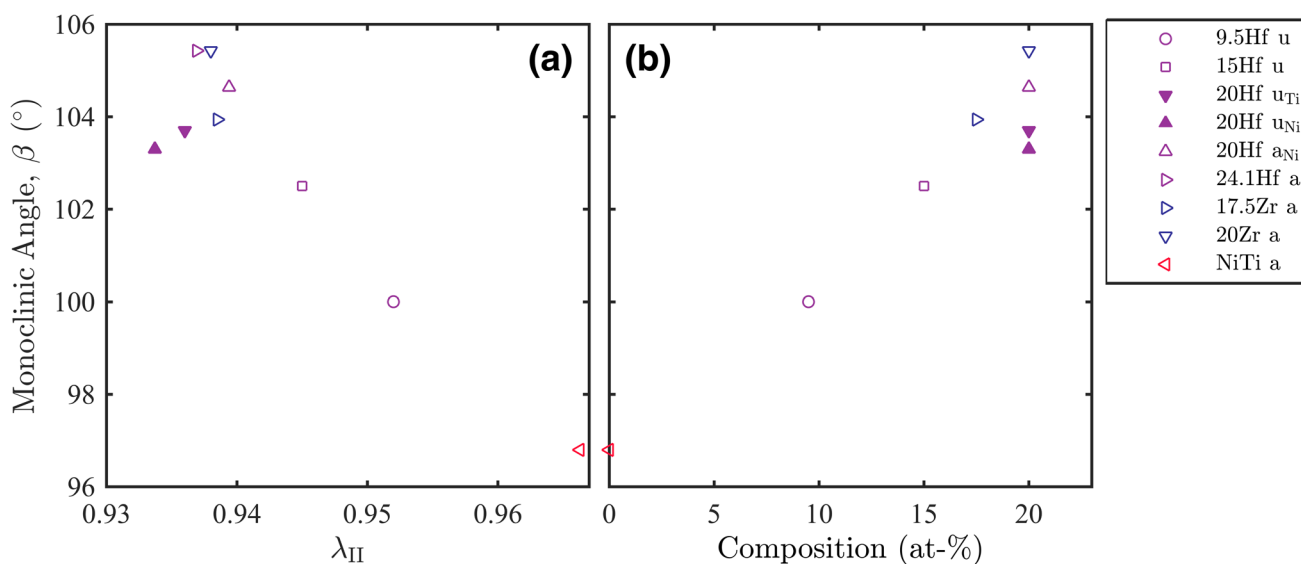 106
104
102
100
98
96
Monoclinic Angle, β (°)
(a)
0.93
0.94
0.95
0.96
λII
(b)
0
5
10
15
20
Composition (at-%)
9.5Hf u
15Hf u
20Hf uTi
20Hf uNi
20Hf aNi
24.1Hf a
17.5Zr a
20Zr a
NiTi a